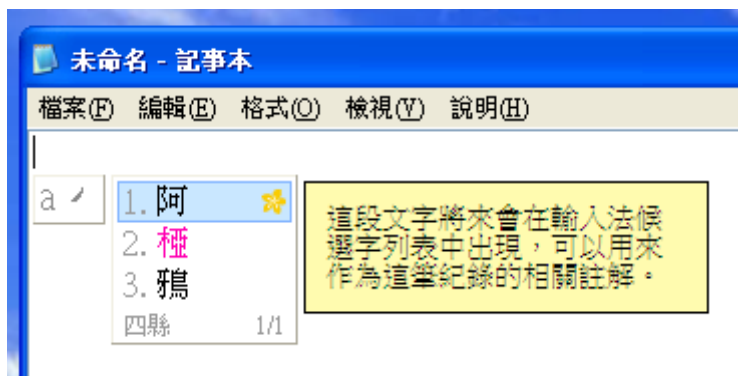 未命名 - 記事本
檔案(F) 編輯(E) 格式(O) 檢視(V) 說明(H)
aˊ
1. 阿
2. 椏
3. 鴉
四縣 1/1
這段文字將來會在輸入法候
選字列表中出現，可以用來
作為這筆紀錄的相關註解。